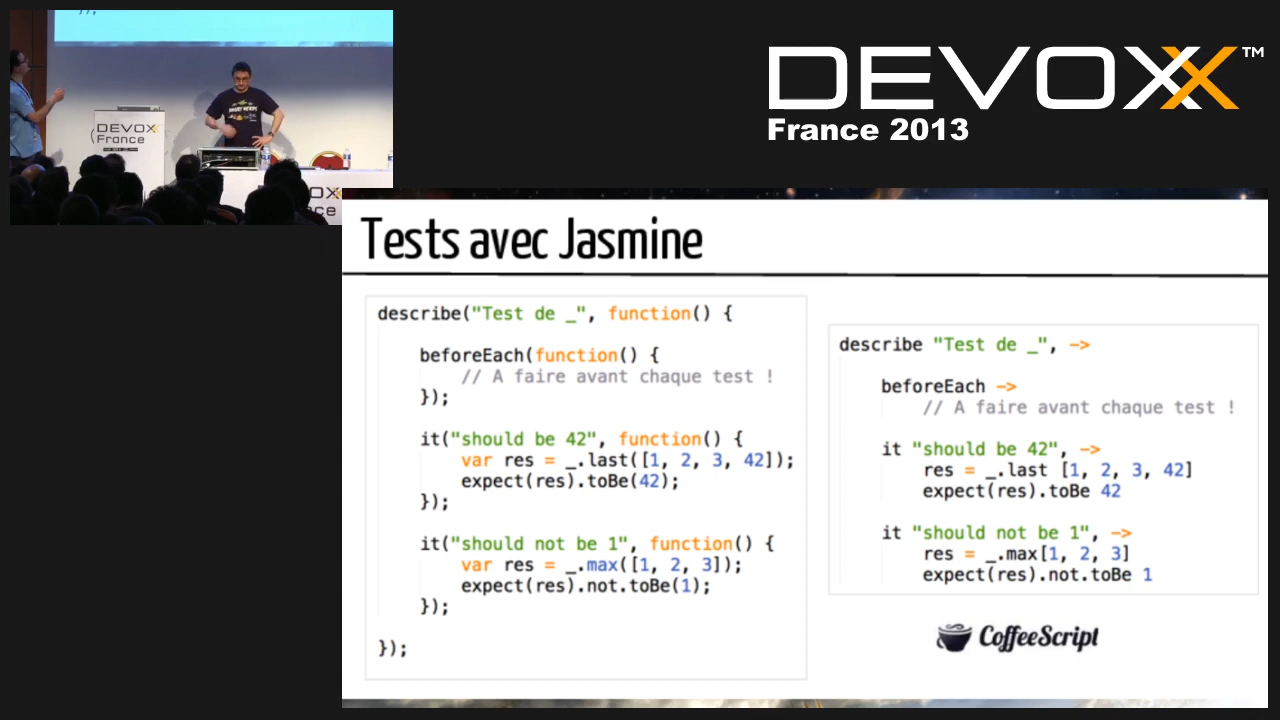 });
DEVOXX
France
DEVOXX™
France 2013
Tests avec Jasmine
describe("Test de _", function() {
beforeEach(function() {
// A faire avant chaque test !
});
it("should be 42", function() {
var res = _.last([1, 2, 3, 42]);
expect(res).toBe(42);
});
it("should not be 1", function() {
var res = _.max([1, 2, 3]);
expect(res).not.toBe(1);
});
});
describe "Test de _", ->
beforeEach ->
// A faire avant chaque test !
it "should be 42", ->
res = _.last [1, 2, 3, 42]
expect(res).toBe 42
it "should not be 1", ->
res = _.max[1, 2, 3]
expect(res).not.toBe 1
CoffeeScript